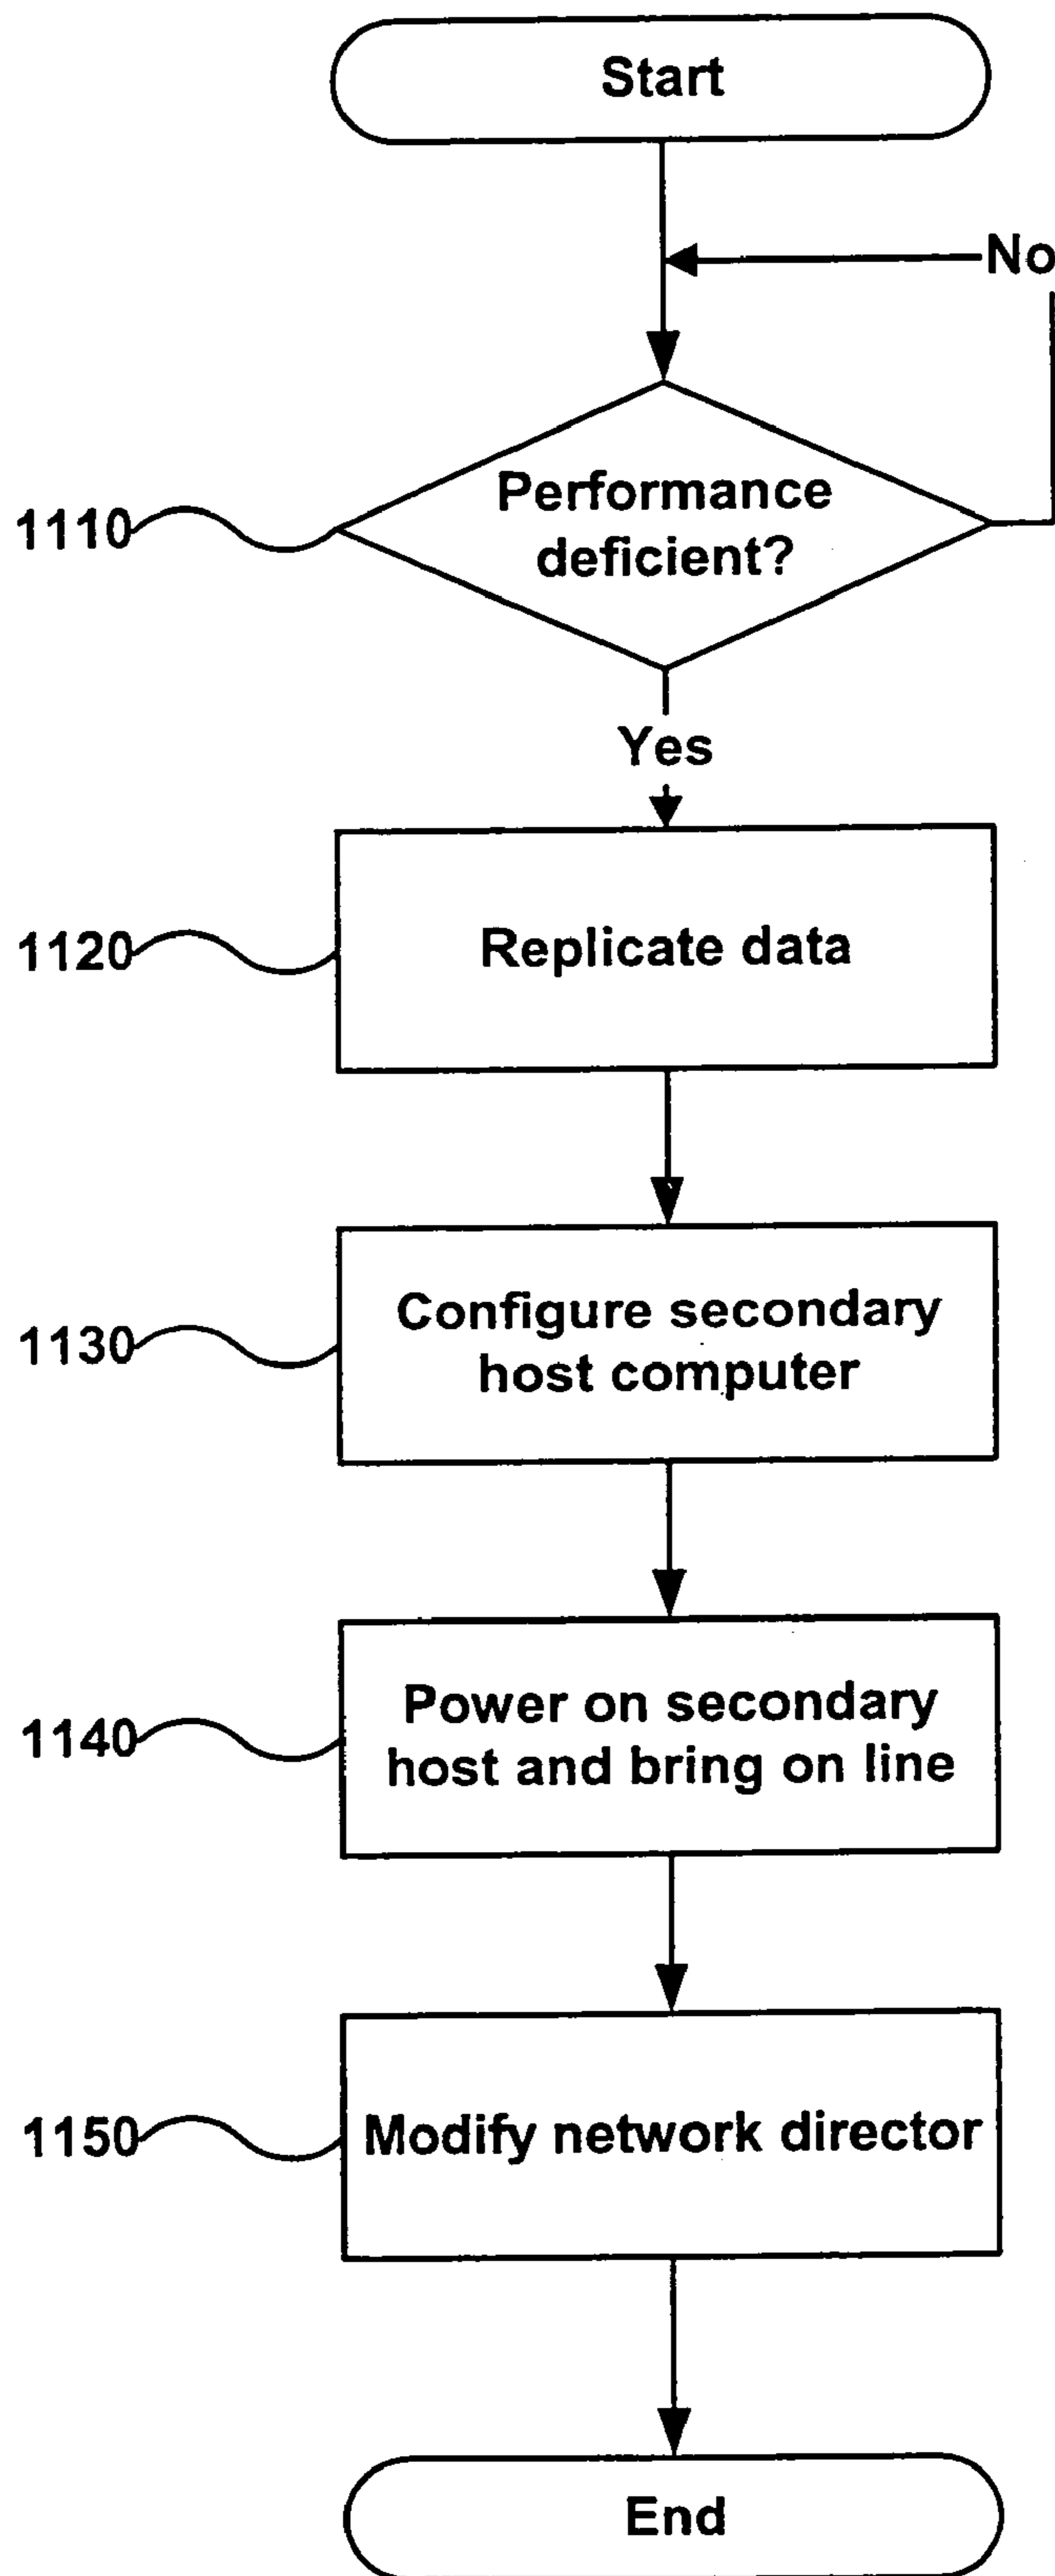 Start
No
1110
Performance
deficient?
Yes
1120
Replicate data
1130
Configure secondary
host computer
1140
Power on secondary
host and bring on line
1150
Modify network director
End